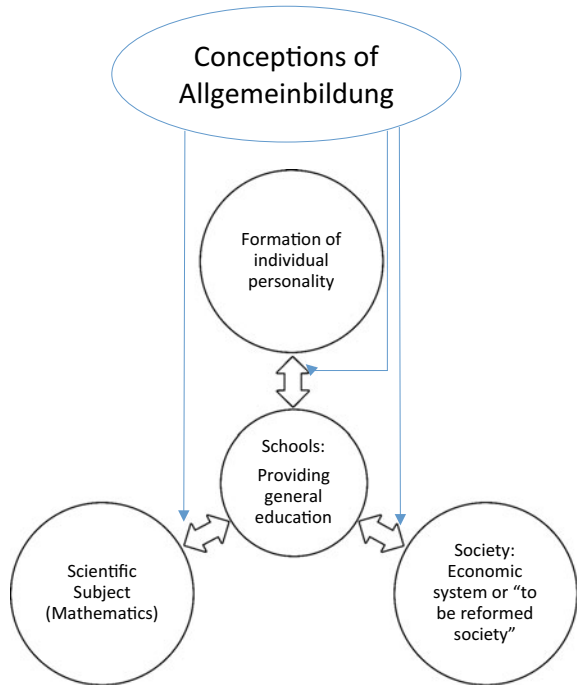 Conceptions of
Allgemeinbildung
Formation of
individual
personality
Schools:
Providing
general
education
Scientific
Subject
(Mathematics)
Society:
Economic
system or “to
be reformed
society”